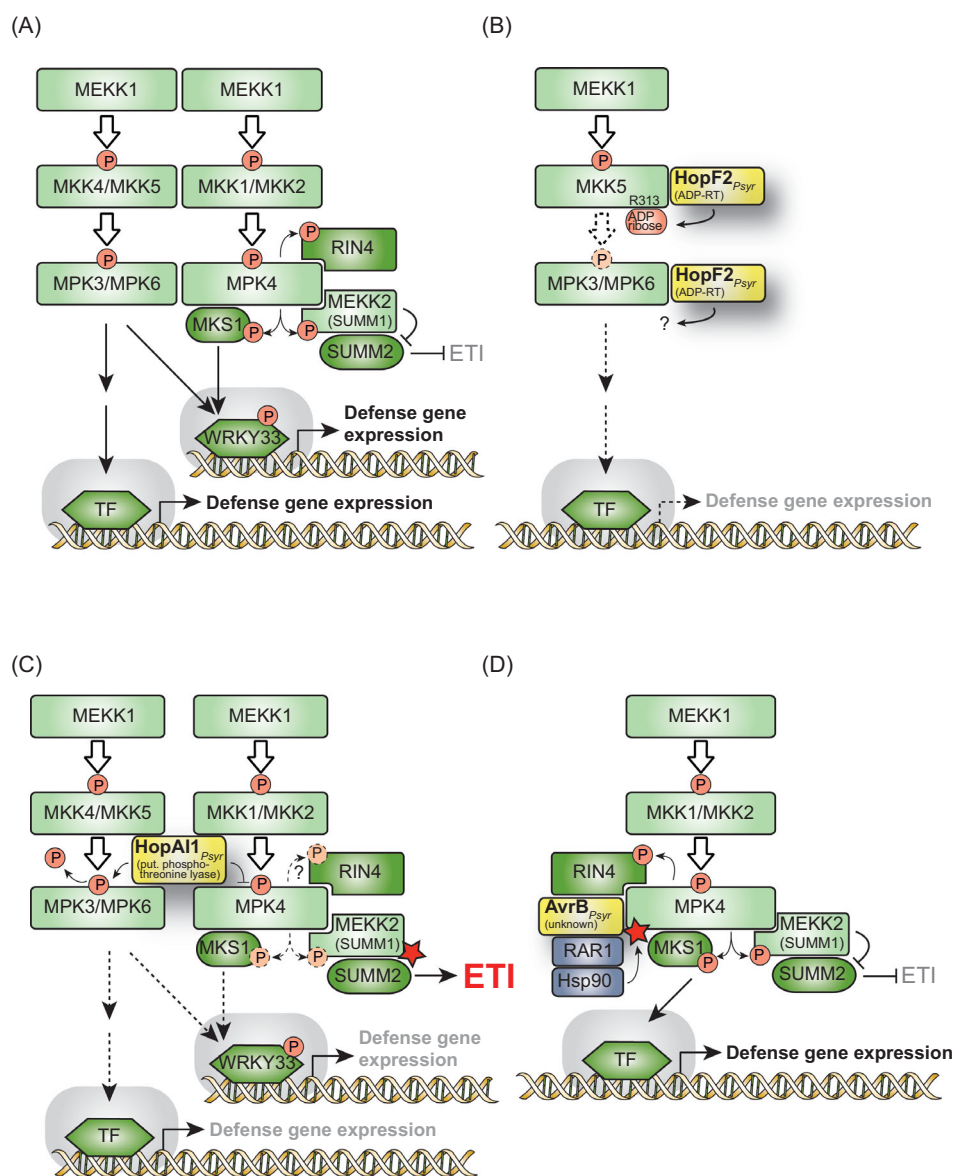 (A)
MEKK1
MEKK1
P
P
MKK4/MKK5
MKK1/MKK2
P
P
P
RIN4
MPK3/MPK6
MPK4
MEKK2
(SUMM1)
MKS1
P
P
SUMM2
ETI
P
WRKY33
Defense gene
expression
TF
Defense gene expression
(B)
MEKK1
P
MKK5
R313
HopF2Psyr
(ADP-RT)
ADP
ribose
P
MPK3/MPK6
HopF2Psyr
(ADP-RT)
?
TF
Defense gene expression
(C)
MEKK1
MEKK1
P
P
MKK4/MKK5
MKK1/MKK2
HopAI1Psyr
(put. phospho-
threonine lyase)
P
P
P
P
?
RIN4
MPK3/MPK6
MPK4
MEKK2
(SUMM1)
MKS1
P
P
SUMM2
ETI
P
WRKY33
Defense gene
expression
TF
Defense gene expression
(D)
MEKK1
P
MKK1/MKK2
P
P
RIN4
MPK4
AvrBPsyr
(unknown)
MEKK2
(SUMM1)
RAR1
MKS1
P
P
Hsp90
SUMM2
ETI
TF
Defense gene expression